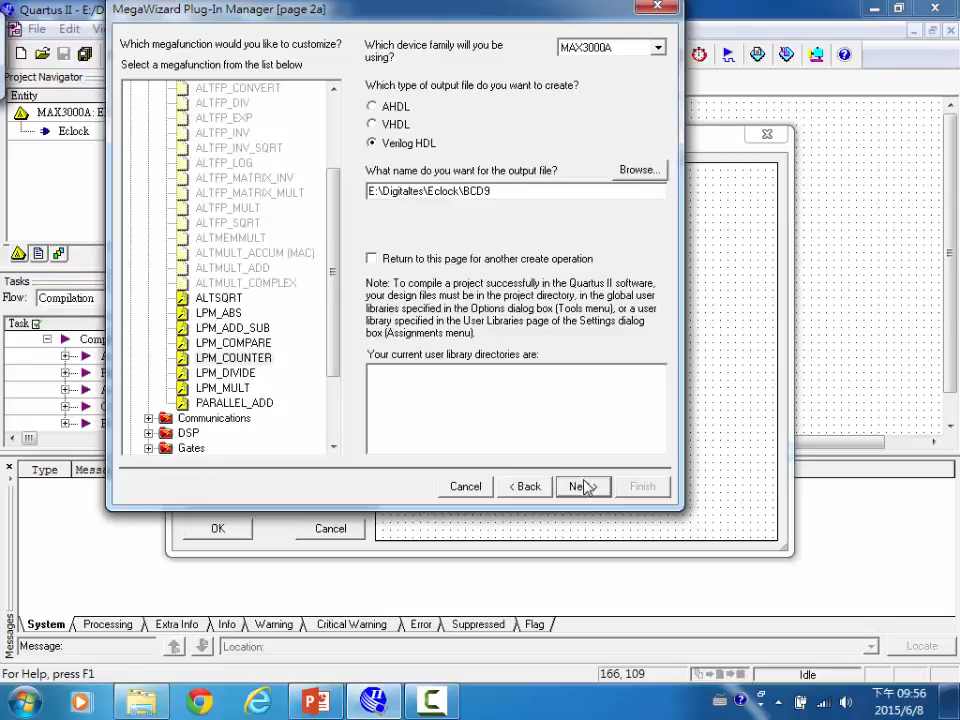 Quartus II - E:/D
MegaWizard Plug-In Manager [page 2a]
File Edit Vi
Project Navigator
Entity
MAX3000A: E
Eclock
Tasks
Flow: Compilation
Task
Comp
Which megafunction would you like to customize?
Select a megafunction from the list below
ALTFP_CONVERT
ALTFP_DIV
ALTFP_EXP
ALTFP_INV
ALTFP_INV_SQRT
ALTFP_LOG
ALTFP_MATRIX_INV
ALTFP_MATRIX_MULT
ALTFP_MULT
ALTFP_SQRT
ALTMEMMULT
ALTMULT_ACCUM (MAC)
ALTMULT_ADD
ALTMULT_COMPLEX
ALTSQRT
LPM_ABS
LPM_ADD_SUB
LPM_COMPARE
LPM_COUNTER
LPM_DIVIDE
LPM_MULT
PARALLEL_ADD
Communications
DSP
Gates
Which device family will you be
using?
MAX3000A
Which type of output file do you want to create?
AHDL
VHDL
Verilog HDL
What name do you want for the output file?
Browse...
E:\Digitaltes\Eclock\BCD9
Return to this page for another create operation
Note: To compile a project successfully in the Quartus II software,
your design files must be in the project directory, in the global user
libraries specified in the Options dialog box (Tools menu), or a user
library specified in the User Libraries page of the Settings dialog
box (Assignments menu).
Your current user library directories are:
Cancel
< Back
Finish
OK
Cancel
Type
Messa
System
Processing
Extra Info
Info
Warning
Critical Warning
Error
Suppressed
Flag
Messages
Message:
Location:
Locate
For Help, press F1
166, 109
Idle
下午 09:56
2015/6/8